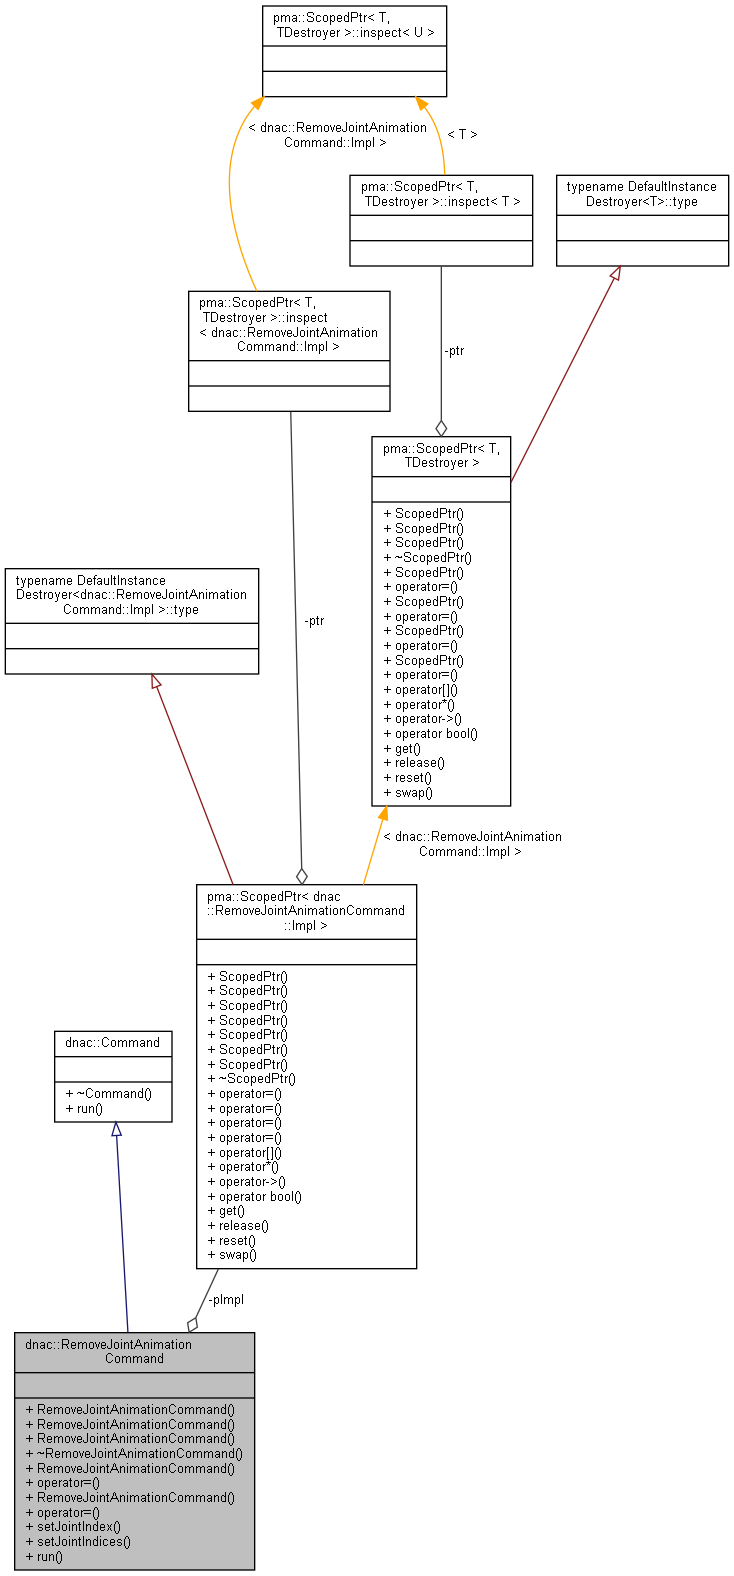 pma::ScopedPtr< T,
TDestroyer >::inspect< U >
< dnac::RemoveJointAnimation
Command::Impl >
< T >
pma::ScopedPtr< T,
TDestroyer >::inspect< T >
typename DefaultInstance
Destroyer<T>::type
pma::ScopedPtr< T,
TDestroyer >::inspect
< dnac::RemoveJointAnimation
Command::Impl >
-ptr
pma::ScopedPtr< T,
TDestroyer >
+ ScopedPtr()
+ ScopedPtr()
+ ScopedPtr()
+ ~ScopedPtr()
+ ScopedPtr()
+ operator=()
+ ScopedPtr()
+ operator=()
+ ScopedPtr()
+ operator=()
+ ScopedPtr()
+ operator=()
+ operator[]()
+ operator*()
+ operator->()
+ operator bool()
+ get()
+ release()
+ reset()
+ swap()
typename DefaultInstance
Destroyer<dnac::RemoveJointAnimation
Command::Impl >::type
-ptr
< dnac::RemoveJointAnimation
Command::Impl >
pma::ScopedPtr< dnac
::RemoveJointAnimationCommand
::Impl >
+ ScopedPtr()
+ ScopedPtr()
+ ScopedPtr()
+ ScopedPtr()
+ ScopedPtr()
+ ScopedPtr()
+ ScopedPtr()
+ ~ScopedPtr()
+ operator=()
+ operator=()
+ operator=()
+ operator=()
+ operator[]()
+ operator*()
+ operator->()
+ operator bool()
+ get()
+ release()
+ reset()
+ swap()
dnac::Command
+ ~Command()
+ run()
-pImpl
dnac::RemoveJointAnimation
Command
+ RemoveJointAnimationCommand()
+ RemoveJointAnimationCommand()
+ RemoveJointAnimationCommand()
+ ~RemoveJointAnimationCommand()
+ RemoveJointAnimationCommand()
+ operator=()
+ RemoveJointAnimationCommand()
+ operator=()
+ setJointIndex()
+ setJointIndices()
+ run()